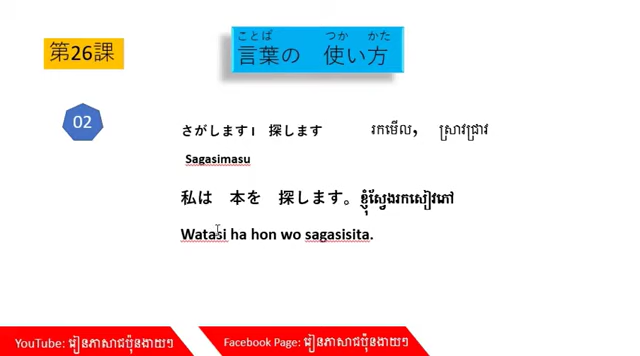 第26課
ことば つか かた
言葉の 使い方
02
さがします។ 探します រកមើល, ស្រាវជ្រាវ
Sagasimasu
私は 本を 探します。ខ្ញុំស្វែងរកសៀវភៅ
Watasi ha hon wo sagasisita.
YouTube: រៀនភាសាជប៉ុនងាយៗ
Facebook Page: រៀនភាសាជប៉ុនងាយៗ